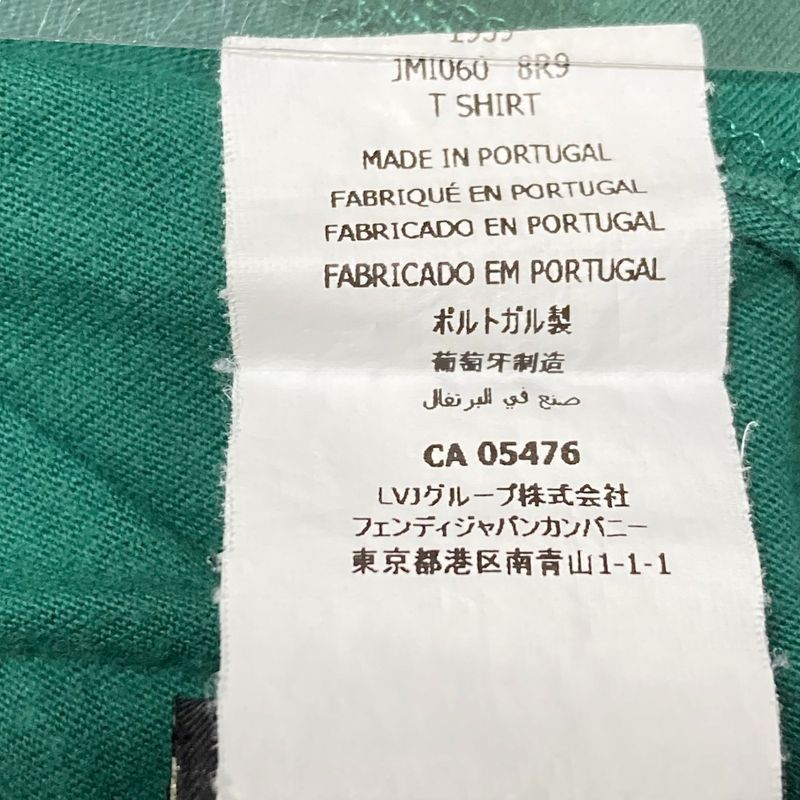 JMI060 8R9
T SHIRT
MADE IN PORTUGAL
FABRIQUÉ EN PORTUGAL
FABRICADO EN PORTUGAL
FABRICADO EM PORTUGAL
ポルトガル製
葡萄牙制造
صنع في البرتغال
CA 05476
LVJグループ株式会社
フェンディジャパンカンパニー
東京都港区南青山1-1-1